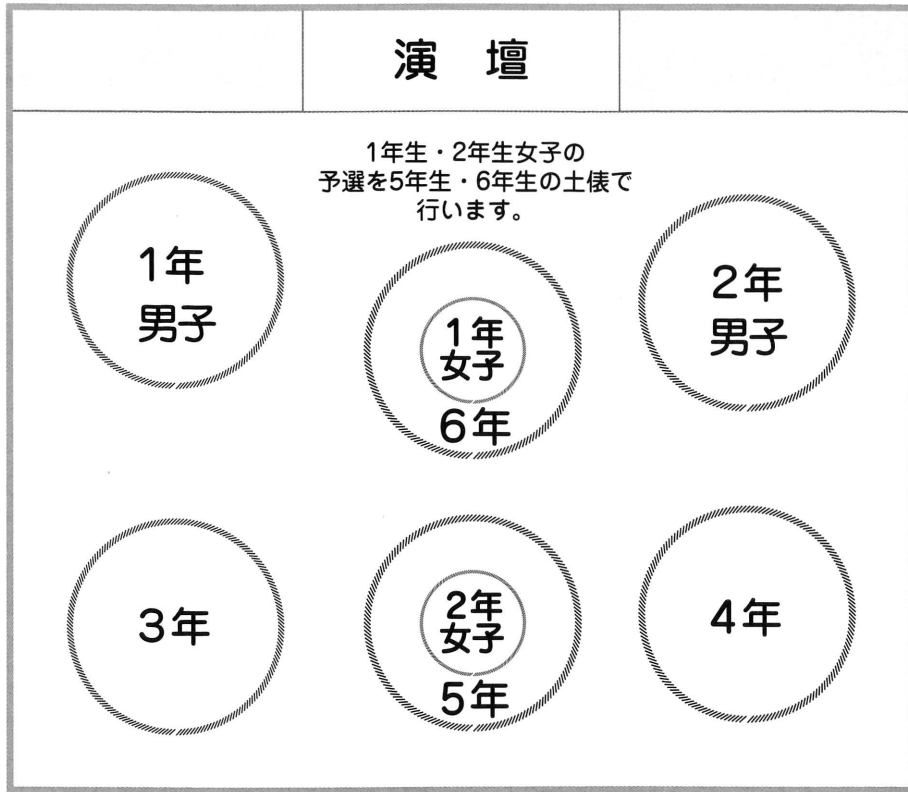 演 壇
1年生・2年生女子の
予選を5年生・6年生の土俵で
行います。
1年
男子
1年
女子
6年
2年
男子
3年
2年
女子
5年
4年